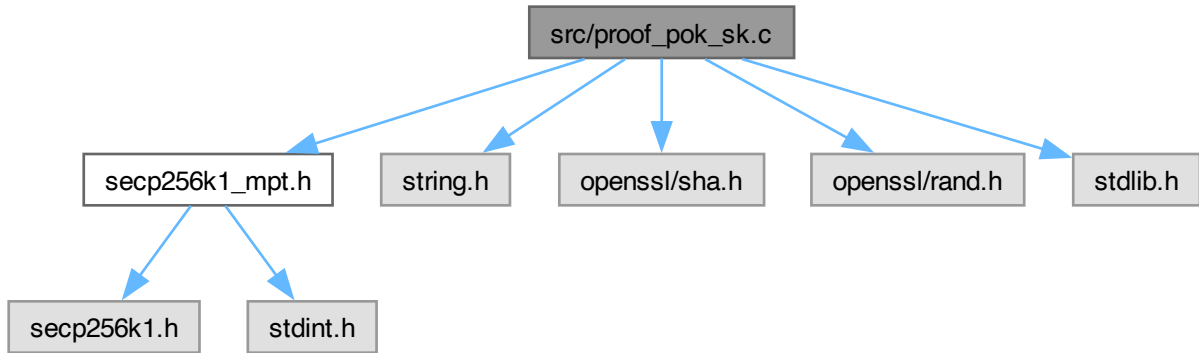 src/proof_pok_sk.c
secp256k1_mpt.h
string.h
openssl/sha.h
openssl/rand.h
stdlib.h
secp256k1.h
stdint.h